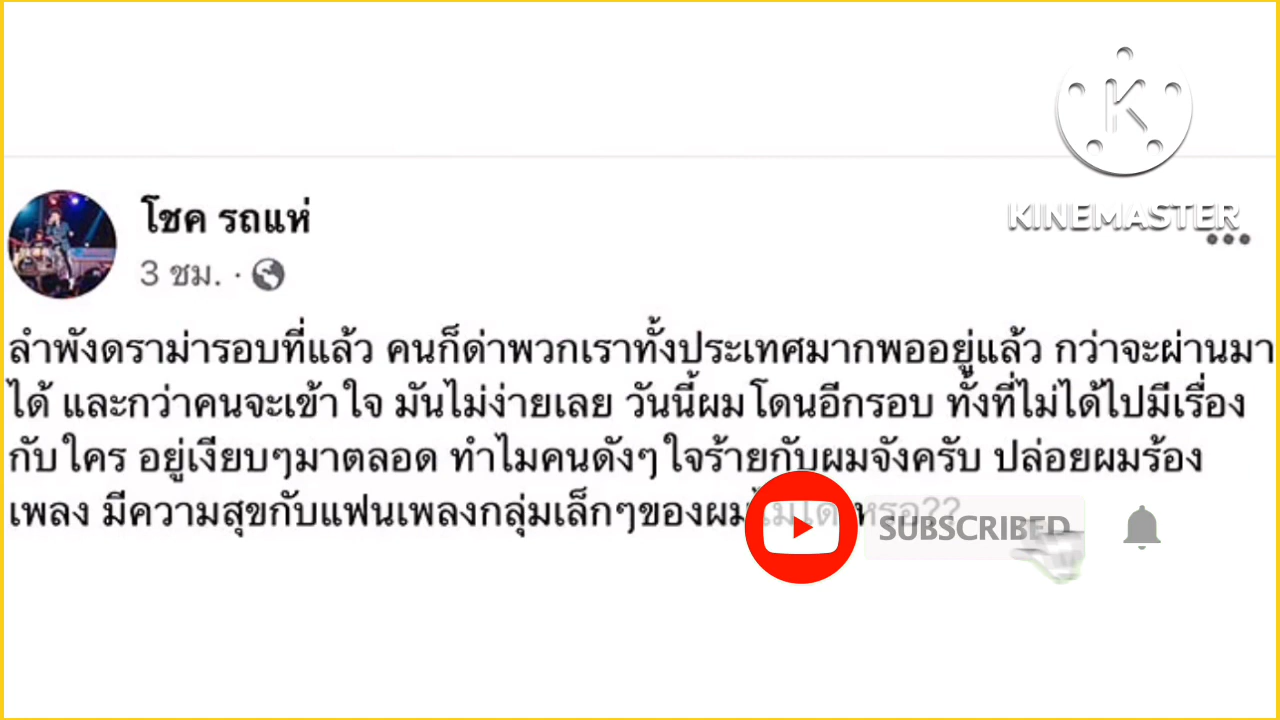 KINEMASTER
โชค รถแห่
3 ชม. ·
ลำพังดราม่ารอบที่แล้ว คนก็ด่าพวกเราทั้งประเทศมากพออยู่แล้ว กว่าจะผ่านมา
ได้ และกว่าคนจะเข้าใจ มันไม่ง่ายเลย วันนี้ผมโดนอีกรอบ ทั้งที่ไม่ได้ไปมีเรื่อง
กับใคร อยู่เงียบๆมาตลอด ทำไมคนดังๆใจร้ายกับผมจังครับ ปล่อยผมร้อง
เพลง มีความสุขกับแฟนเพลงกลุ่มเล็กๆของผมไม่ได้หรอ??
SUBSCRIBED